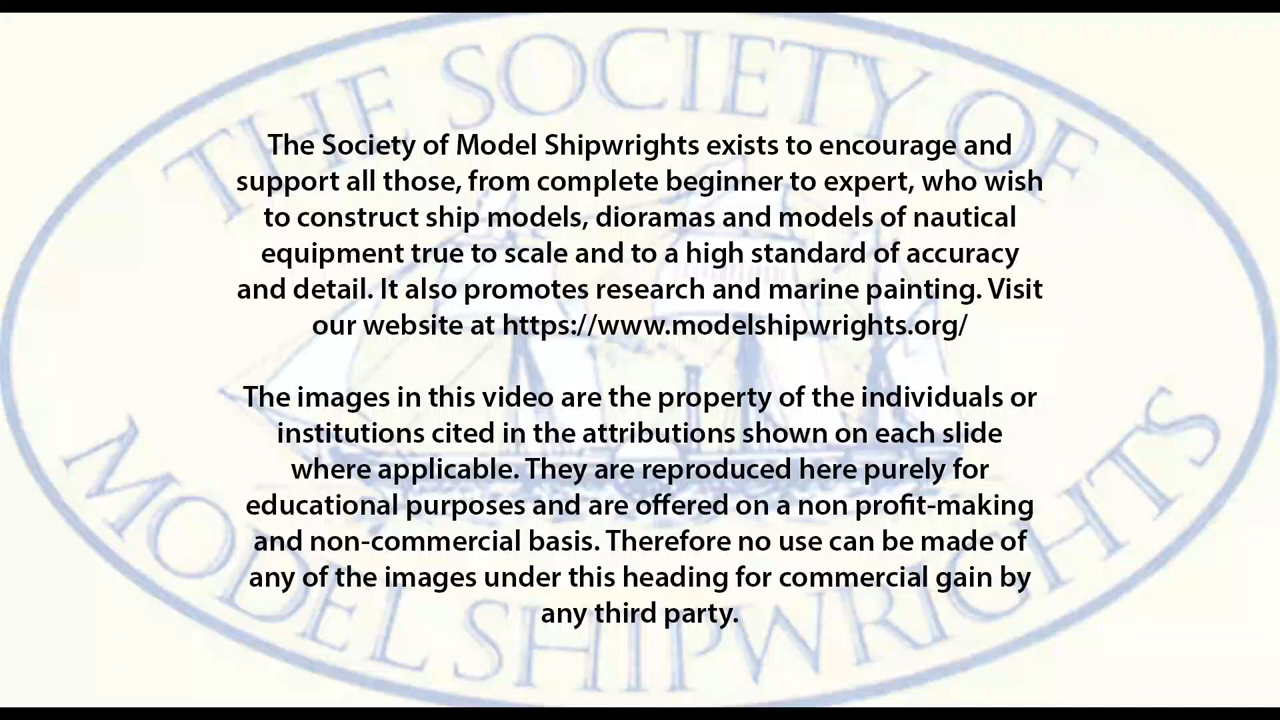 THE SOCIETY OF
The Society of Model Shipwrights exists to encourage and
support all those, from complete beginner to expert, who wish
to construct ship models, dioramas and models of nautical
equipment true to scale and to a high standard of accuracy
and detail. It also promotes research and marine painting. Visit
our website at https://www.modelshipwrights.org/
The images in this video are the property of the individuals or
institutions cited in the attributions shown on each slide
where applicable. They are reproduced here purely for
educational purposes and are offered on a non profit-making
and non-commercial basis. Therefore no use can be made of
any of the images under this heading for commercial gain by
any third party.
MODEL SHIPWRIGHTS